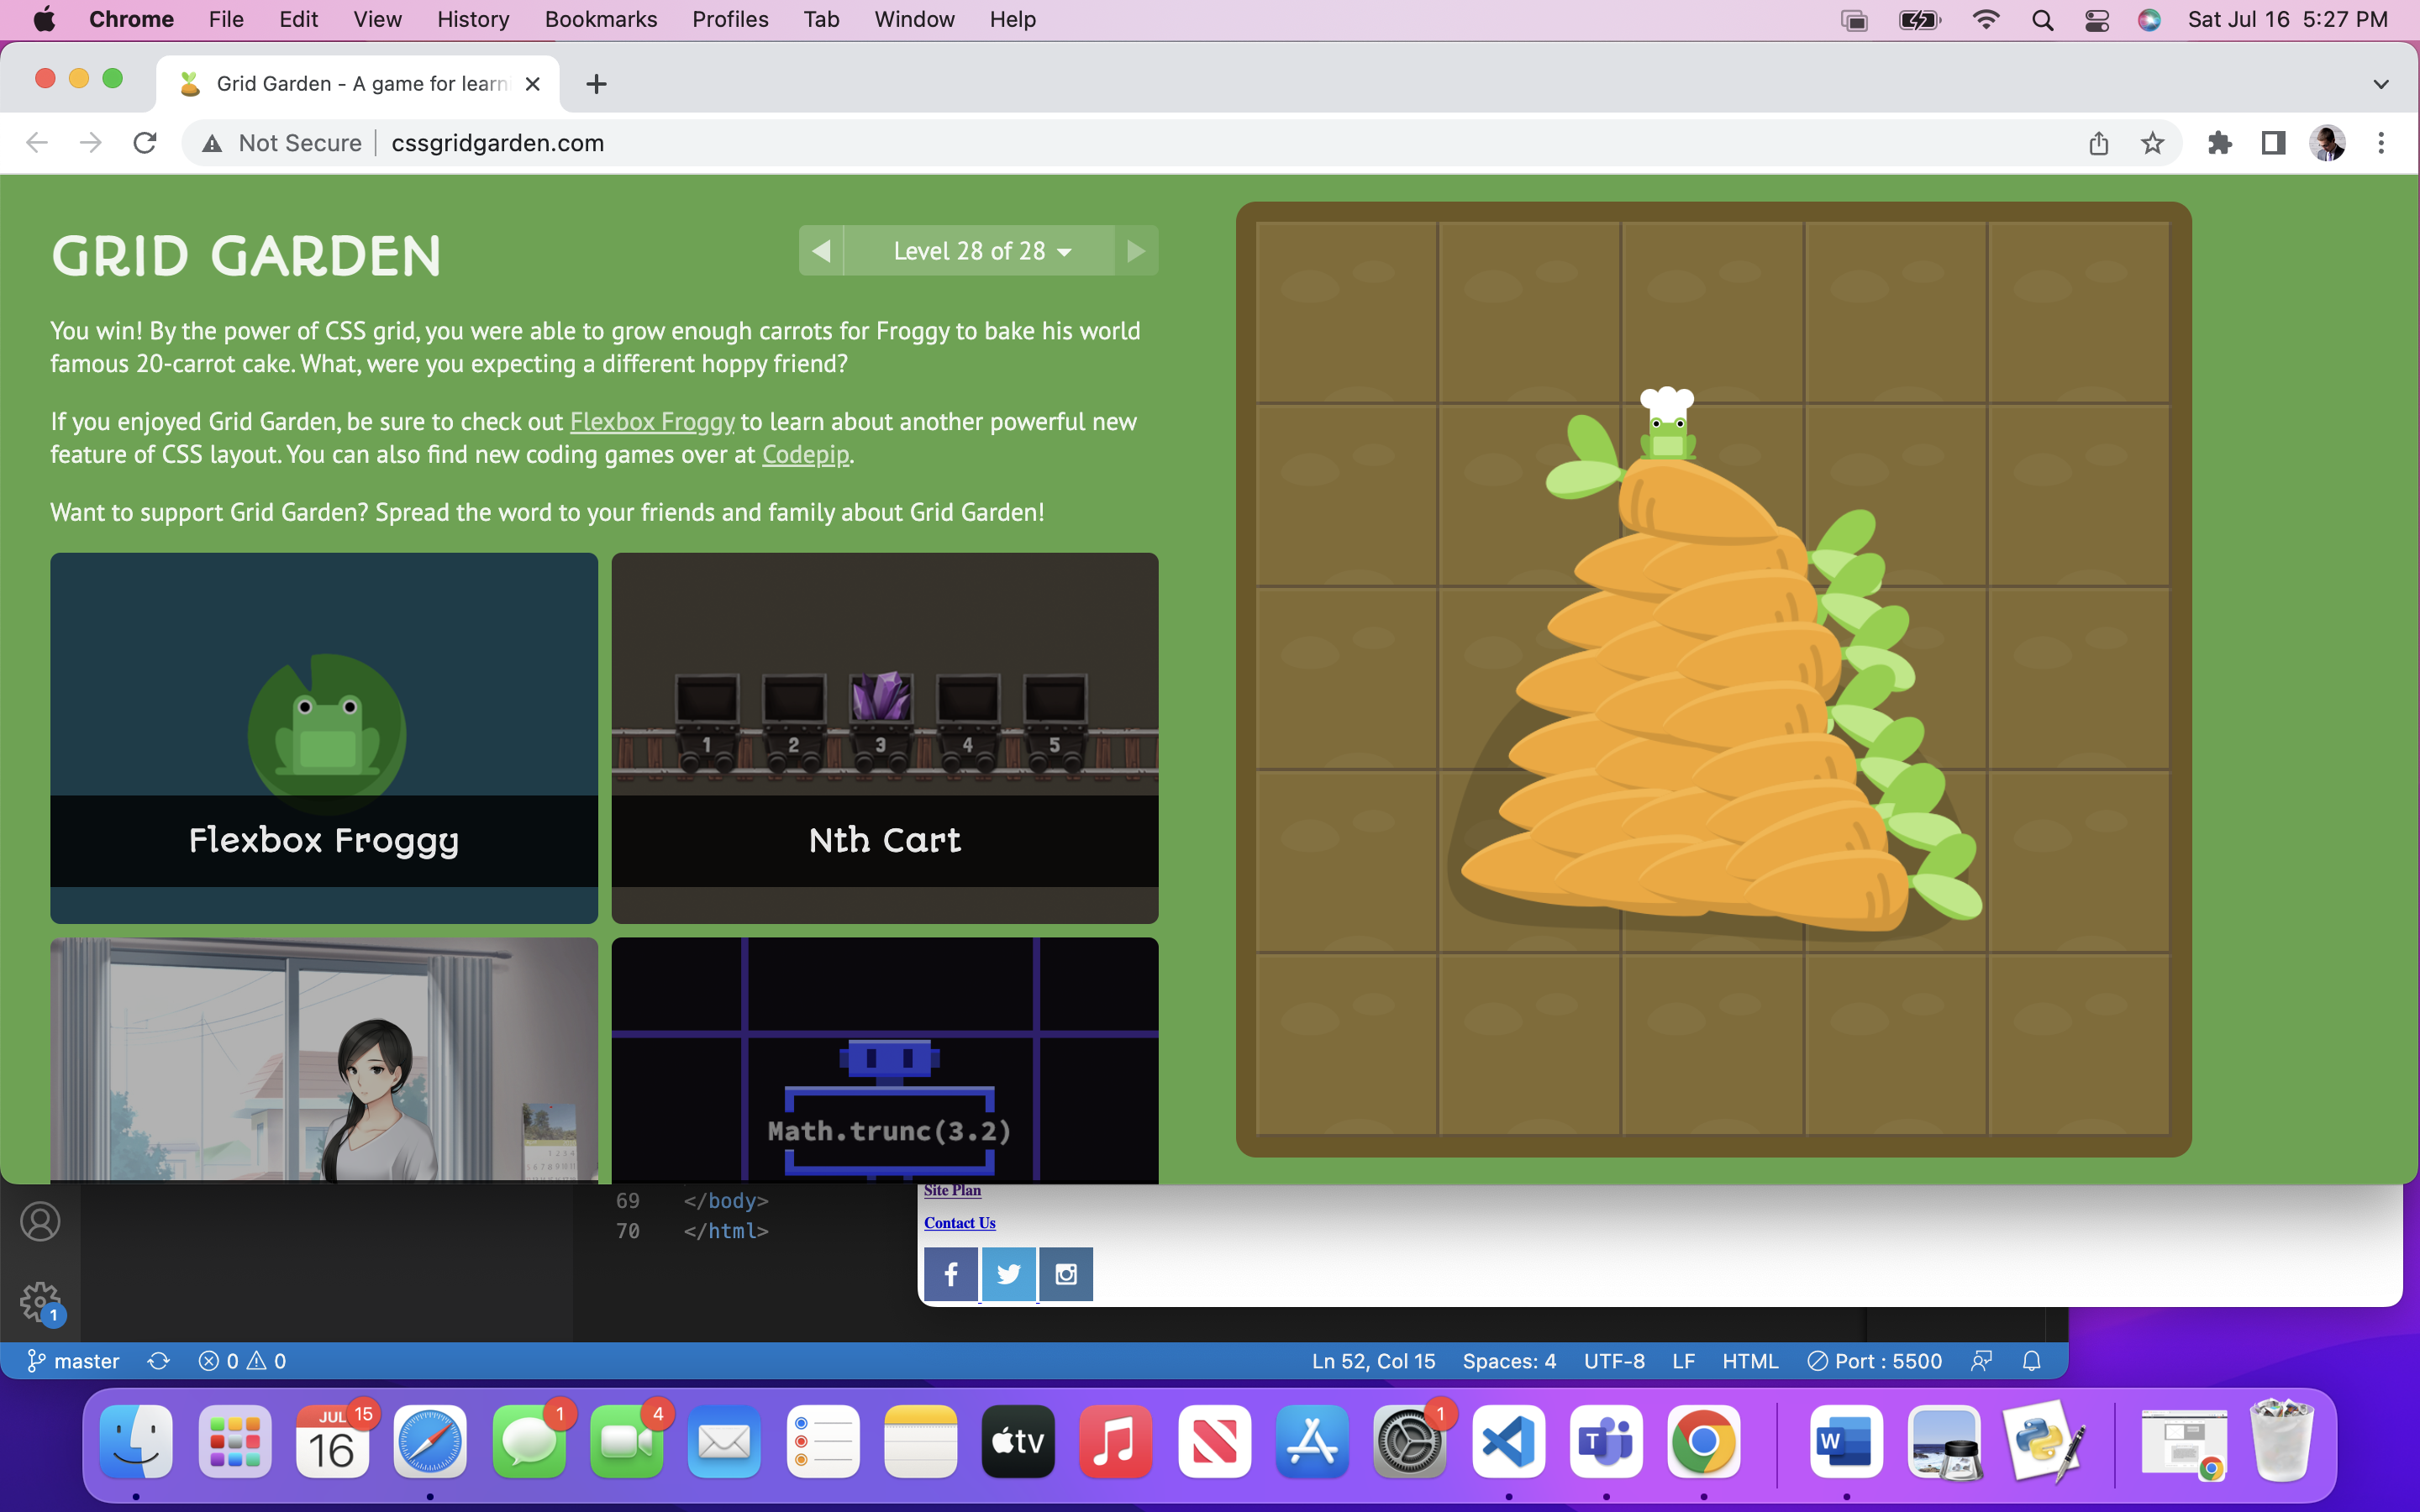 Chrome File Edit View History Bookmarks Profiles Tab Window Help Sat Jul 16 5:27 PM
Grid Garden - A game for learn
Not Secure cssgridgarden.com
GRID GARDEN
Level 28 of 28
You win! By the power of CSS grid, you were able to grow enough carrots for Froggy to bake his world
famous 20-carrot cake. What, were you expecting a different hoppy friend?
If you enjoyed Grid Garden, be sure to check out Flexbox Froggy to learn about another powerful new
feature of CSS layout. You can also find new coding games over at Codepip.
Want to support Grid Garden? Spread the word to your friends and family about Grid Garden!
1 2 3 4 5
Flexbox Froggy
Nth Cart
Math.trunc(3.2)
69 </body>
70 </html>
Site Plan
Contact Us
1
master 0 0 Ln 52, Col 15 Spaces: 4 UTF-8 LF HTML Port : 5500
JUL 15 1 4 1
16 tv T W